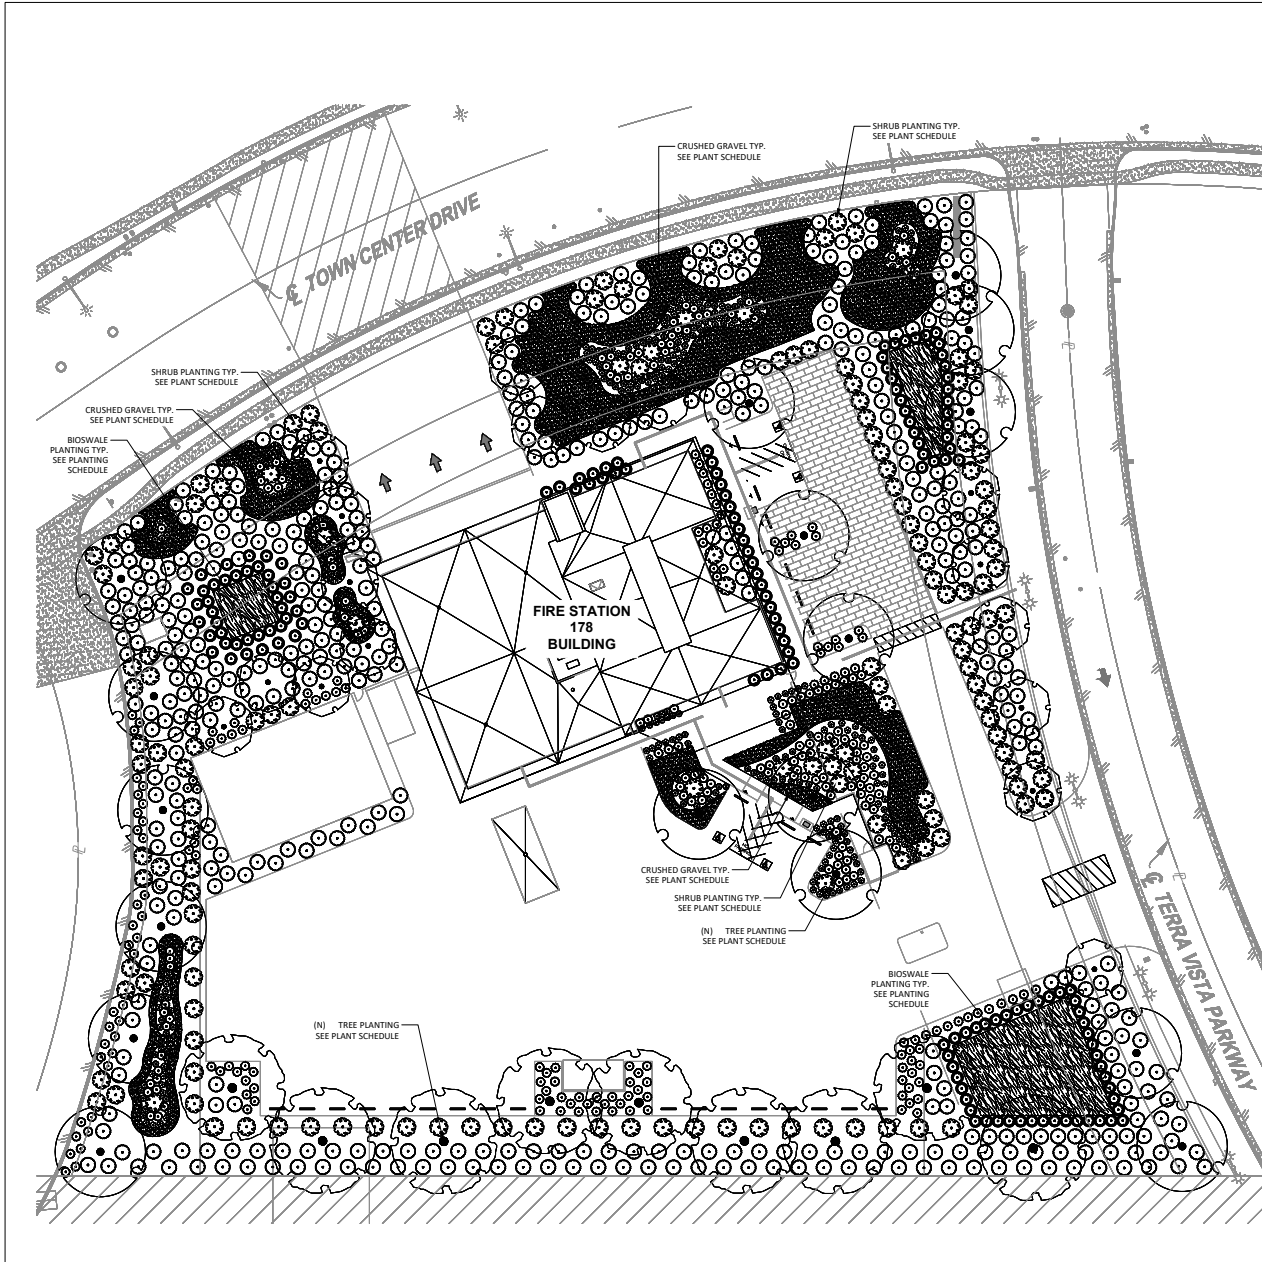 SHRUB PLANTING TYP.
SEE PLANT SCHEDULE
CRUSHED GRAVEL TYP.
SEE PLANT SCHEDULE
℄ TOWN CENTER DRIVE
SHRUB PLANTING TYP.
SEE PLANT SCHEDULE
CRUSHED GRAVEL TYP.
SEE PLANT SCHEDULE
BIOSWALE
PLANTING TYP.
SEE PLANTING
SCHEDULE
FIRE STATION
178
BUILDING
CRUSHED GRAVEL TYP.
SEE PLANT SCHEDULE
SHRUB PLANTING TYP.
SEE PLANT SCHEDULE
(N) TREE PLANTING
SEE PLANT SCHEDULE
℄ TERRA VISTA PARKWAY
BIOSWALE
PLANTING TYP.
SEE PLANTING
SCHEDULE
(N) TREE PLANTING
SEE PLANT SCHEDULE